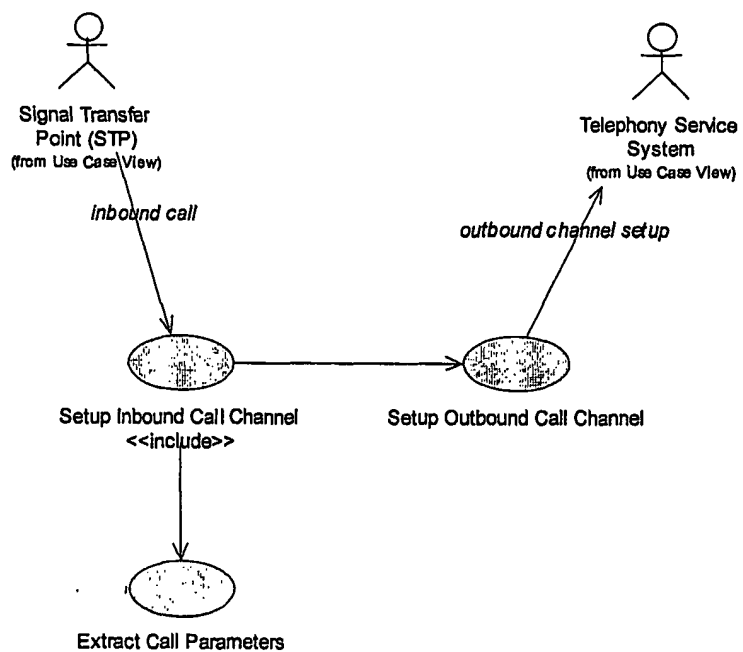 Signal Transfer
Point (STP)
(from Use Case View)
Telephony Service
System
(from Use Case View)
inbound call
outbound channel setup
Setup Inbound Call Channel
<<include>>
Setup Outbound Call Channel
Extract Call Parameters